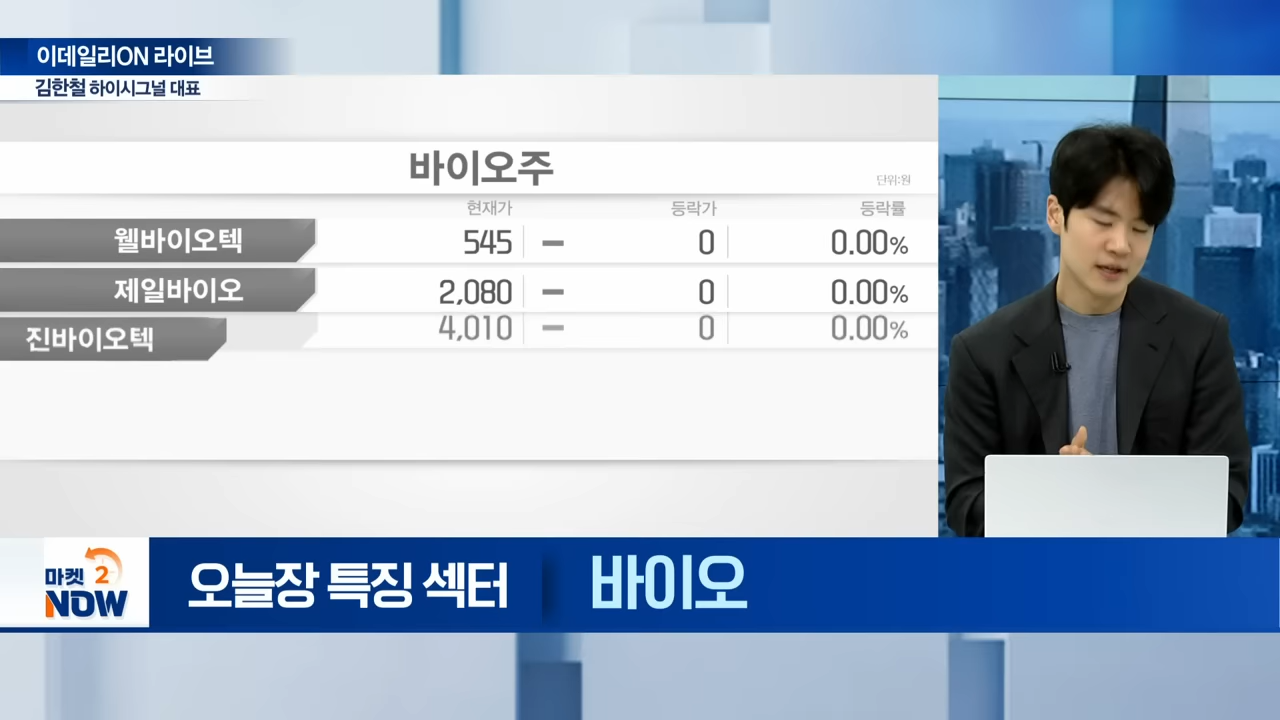 이데일리ON 라이브
김한철 하이시그널 대표
바이오주
단위:원
현재가 등락가 등락률
웰바이오텍 545 0 0.00%
제일바이오 2,080 0 0.00%
진바이오텍 4,010 0 0.00%
마켓 2
NOW
오늘장 특징 섹터 바이오